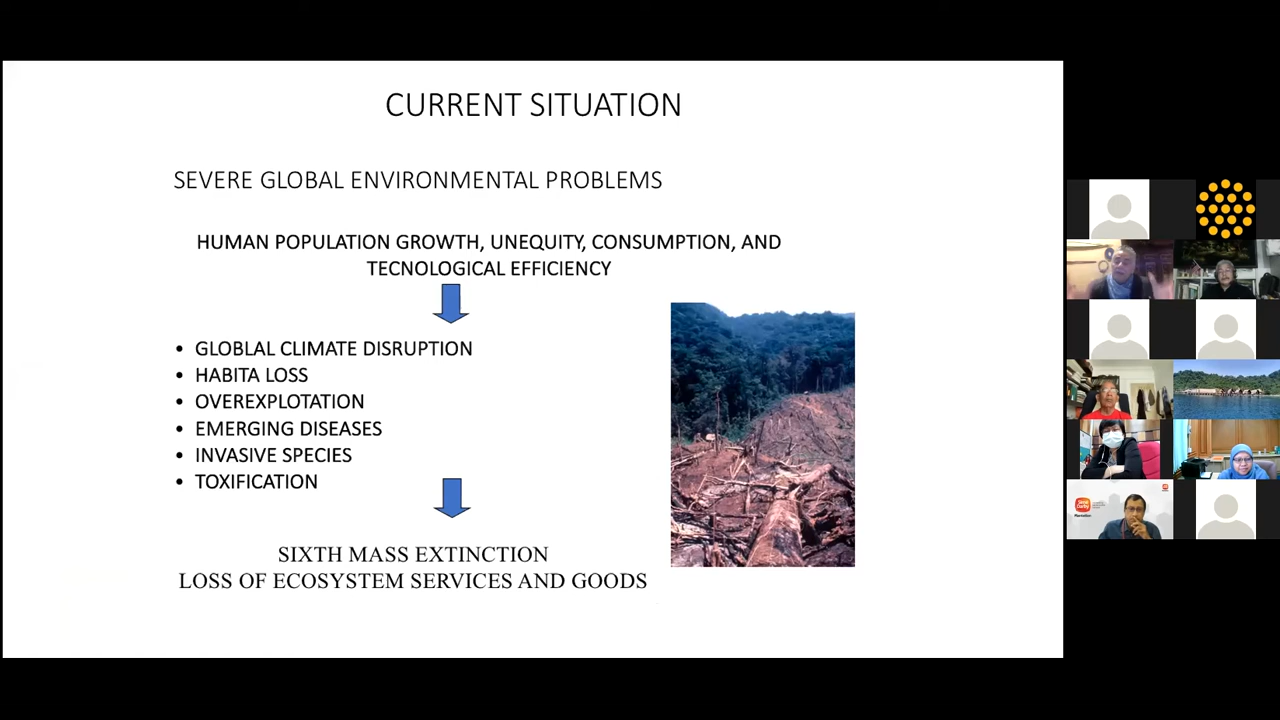 CURRENT SITUATION
SEVERE GLOBAL ENVIRONMENTAL PROBLEMS
HUMAN POPULATION GROWTH, UNEQUITY, CONSUMPTION, AND
TECNOLOGICAL EFFICIENCY
• GLOBLAL CLIMATE DISRUPTION
• HABITA LOSS
• OVEREXPLOTATION
• EMERGING DISEASES
• INVASIVE SPECIES
• TOXIFICATION
SIXTH MASS EXTINCTION
LOSS OF ECOSYSTEM SERVICES AND GOODS